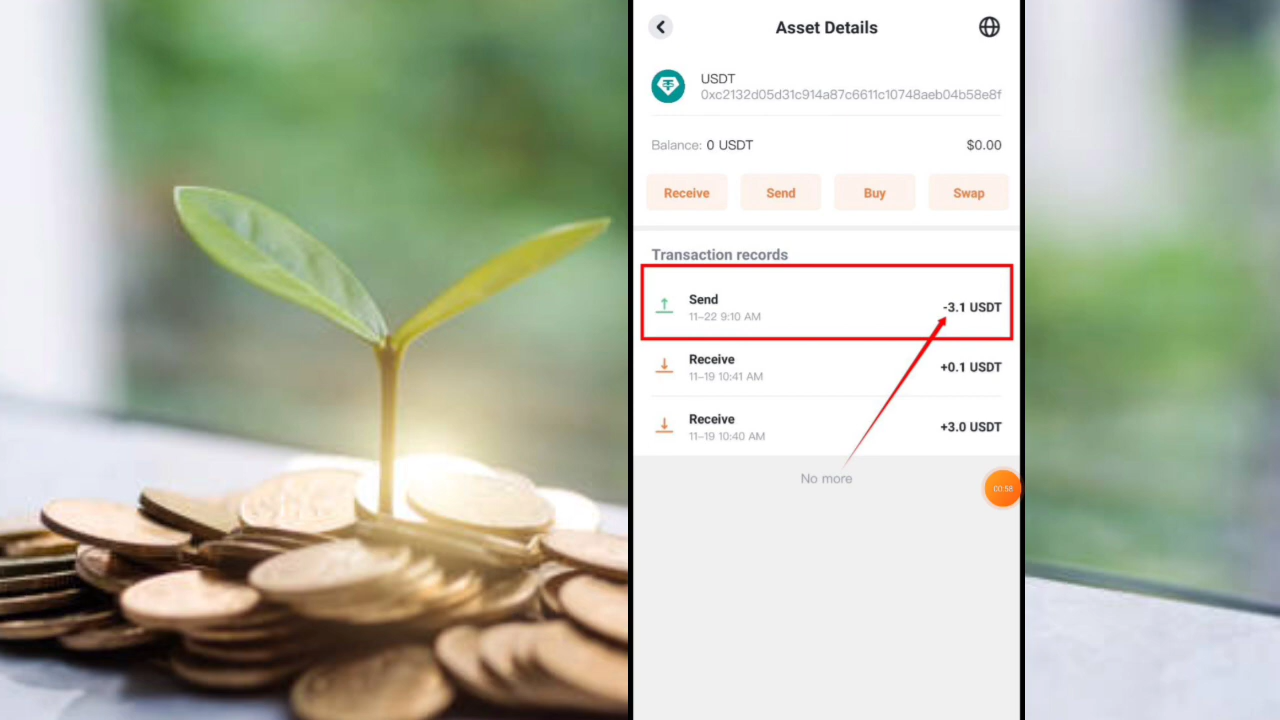 Asset Details
USDT
0xc2132d05d31c914a87c6611c10748aeb04b58e8f
Balance: 0 USDT $0.00
Receive Send Buy Swap
Transaction records
Send
-3.1 USDT
11-22 9:10 AM
Receive
+0.1 USDT
11-19 10:41 AM
Receive
+3.0 USDT
11-19 10:40 AM
No more
00:58